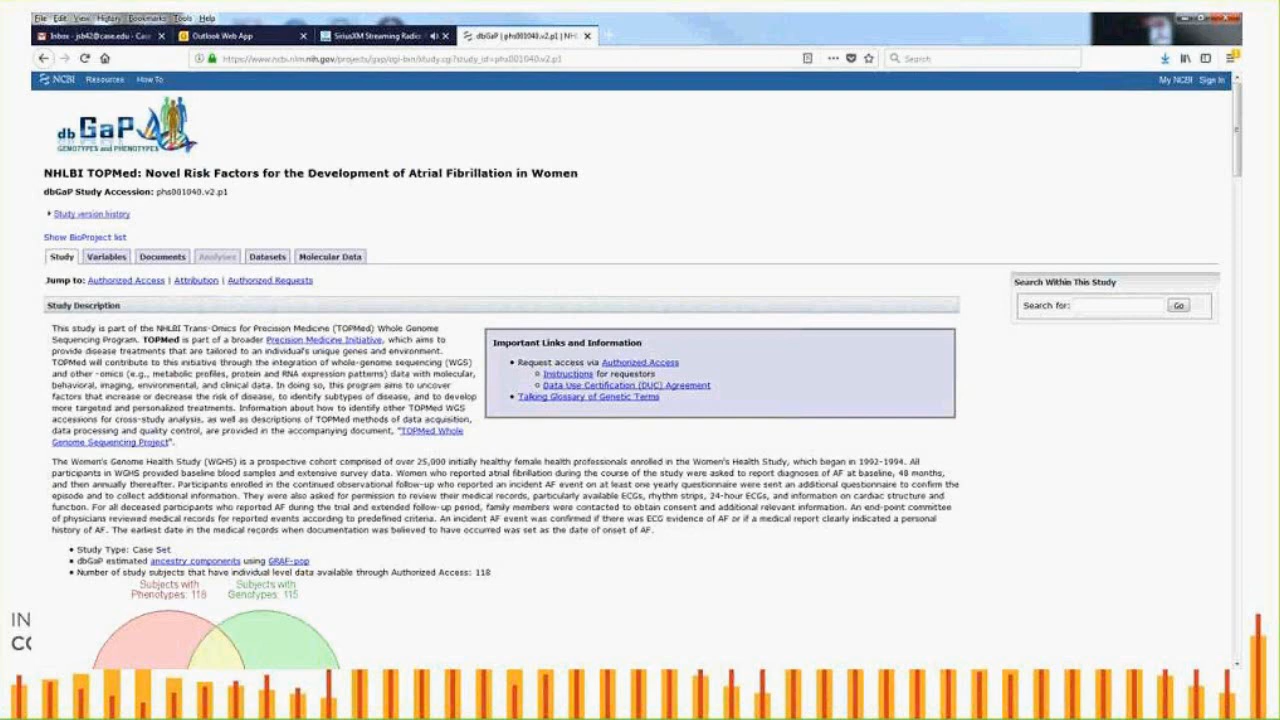 File Edit View History Bookmarks Tools Help
Inbox - jsb42@case.edu - Case Outlook Web App SiriusXM Streaming Radio dbGaP | phs001040.v2.p1 | NH
https://www.ncbi.nlm.nih.gov/projects/gap/cgi-bin/study.cgi?study_id=phs001040.v2.p1 Search
NCBI Resources How To My NCBI Sign In
db GaP
GENOTYPES and PHENOTYPES
NHLBI TOPMed: Novel Risk Factors for the Development of Atrial Fibrillation in Women
dbGaP Study Accession: phs001040.v2.p1
Study version history
Show BioProject list
Study Variables Documents Analyses Datasets Molecular Data
Jump to: Authorized Access | Attribution | Authorized Requests
Search Within This Study
Search for: Go
Study Description
This study is part of the NHLBI Trans-Omics for Precision Medicine (TOPMed) Whole Genome
Sequencing Program. TOPMed is part of a broader Precision Medicine Initiative, which aims to
provide disease treatments that are tailored to an individual's unique genes and environment.
TOPMed will contribute to this initiative through the integration of whole-genome sequencing (WGS)
and other -omics (e.g., metabolic profiles, protein and RNA expression patterns) data with molecular,
behavioral, imaging, environmental, and clinical data. In doing so, this program aims to uncover
factors that increase or decrease the risk of disease, to identify subtypes of disease, and to develop
more targeted and personalized treatments. Information about how to identify other TOPMed WGS
accessions for cross-study analysis, as well as descriptions of TOPMed methods of data acquisition,
data processing and quality control, are provided in the accompanying document, "TOPMed Whole
Genome Sequencing Project".
Important Links and Information
Request access via Authorized Access
Instructions for requestors
Data Use Certification (DUC) Agreement
Talking Glossary of Genetic Terms
The Women's Genome Health Study (WGHS) is a prospective cohort comprised of over 25,000 initially healthy female health professionals enrolled in the Women's Health Study, which began in 1992-1994. All
participants in WGHS provided baseline blood samples and extensive survey data. Women who reported atrial fibrillation during the course of the study were asked to report diagnoses of AF at baseline, 48 months,
and then annually thereafter. Participants enrolled in the continued observational follow-up who reported an incident AF event on at least one yearly questionnaire were sent an additional questionnaire to confirm the
episode and to collect additional information. They were also asked for permission to review their medical records, particularly available ECGs, rhythm strips, 24-hour ECGs, and information on cardiac structure and
function. For all deceased participants who reported AF during the trial and extended follow-up period, family members were contacted to obtain consent and additional relevant information. An end-point committee
of physicians reviewed medical records for reported events according to predefined criteria. An incident AF event was confirmed if there was ECG evidence of AF or if a medical report clearly indicated a personal
history of AF. The earliest date in the medical records when documentation was believed to have occurred was set as the date of onset of AF.
Study Type: Case Set
dbGaP estimated ancestry components using GRAF-pop
Number of study subjects that have individual level data available through Authorized Access: 118
Subjects with Subjects with
Phenotypes: 118 Genotypes: 115
IN
CC